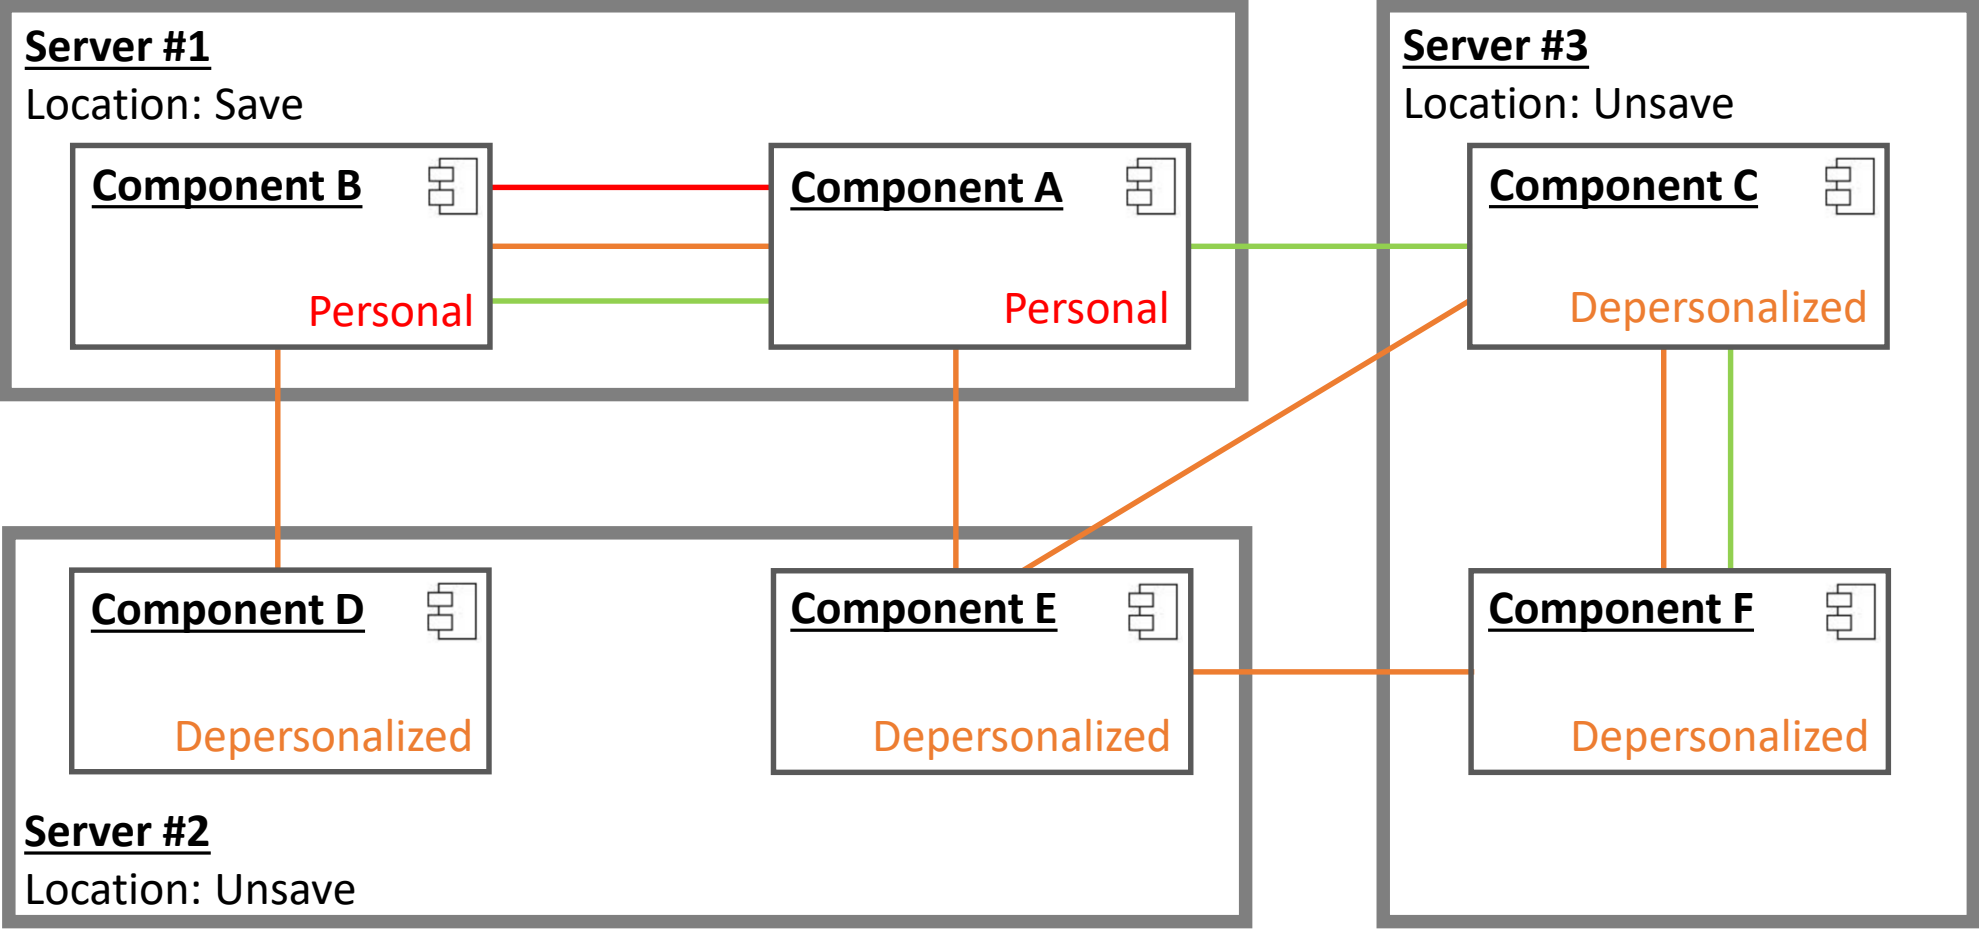 Server #1
Location: Save
Component B
Personal
Component A
Personal
Server #3
Location: Unsave
Component C
Depersonalized
Component D
Depersonalized
Component E
Depersonalized
Component F
Depersonalized
Server #2
Location: Unsave